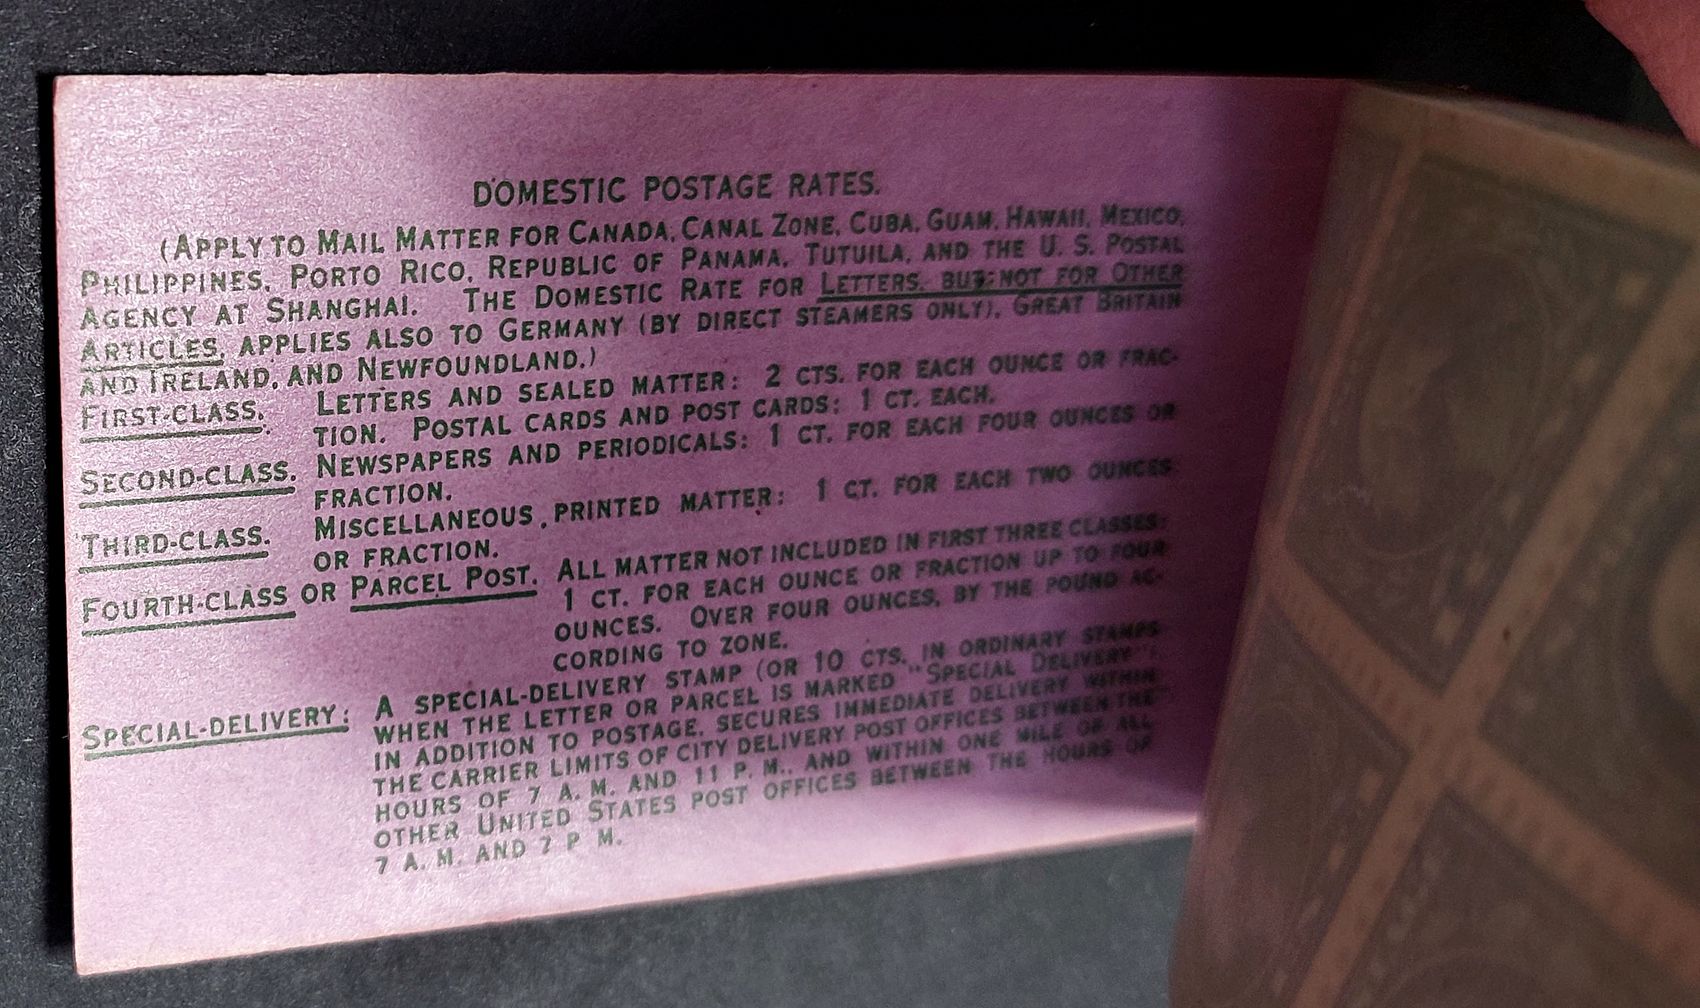 DOMESTIC POSTAGE RATES.
(APPLY TO MAIL MATTER FOR CANADA, CANAL ZONE, CUBA, GUAM, HAWAII, MEXICO,
PHILIPPINES, PORTO RICO, REPUBLIC OF PANAMA, TUTUILA, AND THE U. S. POSTAL
AGENCY AT SHANGHAI. THE DOMESTIC RATE FOR LETTERS, BUT NOT FOR OTHER
ARTICLES, APPLIES ALSO TO GERMANY (BY DIRECT STEAMERS ONLY), GREAT BRITAIN
AND IRELAND, AND NEWFOUNDLAND.)
FIRST-CLASS. LETTERS AND SEALED MATTER: 2 CTS. FOR EACH OUNCE OR FRAC-
TION. POSTAL CARDS AND POST CARDS: 1 CT. EACH.
SECOND-CLASS. NEWSPAPERS AND PERIODICALS: 1 CT. FOR EACH FOUR OUNCES OR
FRACTION.
THIRD-CLASS. MISCELLANEOUS PRINTED MATTER: 1 CT. FOR EACH TWO OUNCES
OR FRACTION.
FOURTH-CLASS OR PARCEL POST. ALL MATTER NOT INCLUDED IN FIRST THREE CLASSES:
1 CT. FOR EACH OUNCE OR FRACTION UP TO FOUR
OUNCES. OVER FOUR OUNCES, BY THE POUND AC-
CORDING TO ZONE.
SPECIAL-DELIVERY: A SPECIAL-DELIVERY STAMP (OR 10 CTS. IN ORDINARY STAMPS
WHEN THE LETTER OR PARCEL IS MARKED "SPECIAL DELIVERY"),
IN ADDITION TO POSTAGE, SECURES IMMEDIATE DELIVERY WITHIN
THE CARRIER LIMITS OF CITY DELIVERY POST OFFICES BETWEEN THE
HOURS OF 7 A. M. AND 11 P. M., AND WITHIN ONE MILE OF ALL
OTHER UNITED STATES POST OFFICES BETWEEN THE HOURS OF
7 A. M. AND 7 P M.